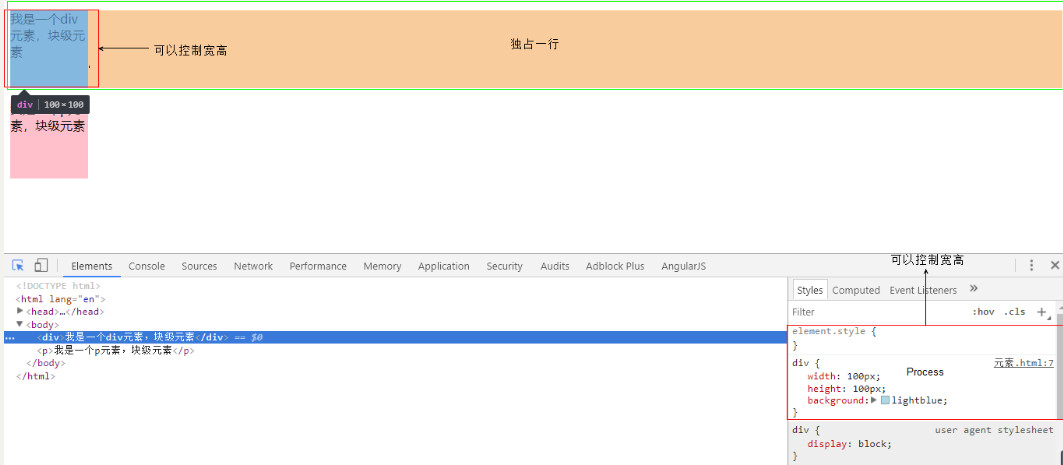 我是一个div
元素，块级元
素
可以控制宽高
独占一行
div 100×100
素，块级元素
可以控制宽高
Elements Console Sources Network Performance Memory Application Security Audits Adblock Plus AngularJS
<!DOCTYPE html>
<html lang="en">
<head>…</head>
<body>
<div>我是一个div元素，块级元素</div> == $0
<p>我是一个p元素，块级元素</p>
</body>
</html>
Styles Computed Event Listeners »
Filter :hov .cls +
element.style {
}
div { 元素.html:7
width: 100px;
Process
height: 100px;
background: lightblue;
}
div { user agent stylesheet
display: block;
}